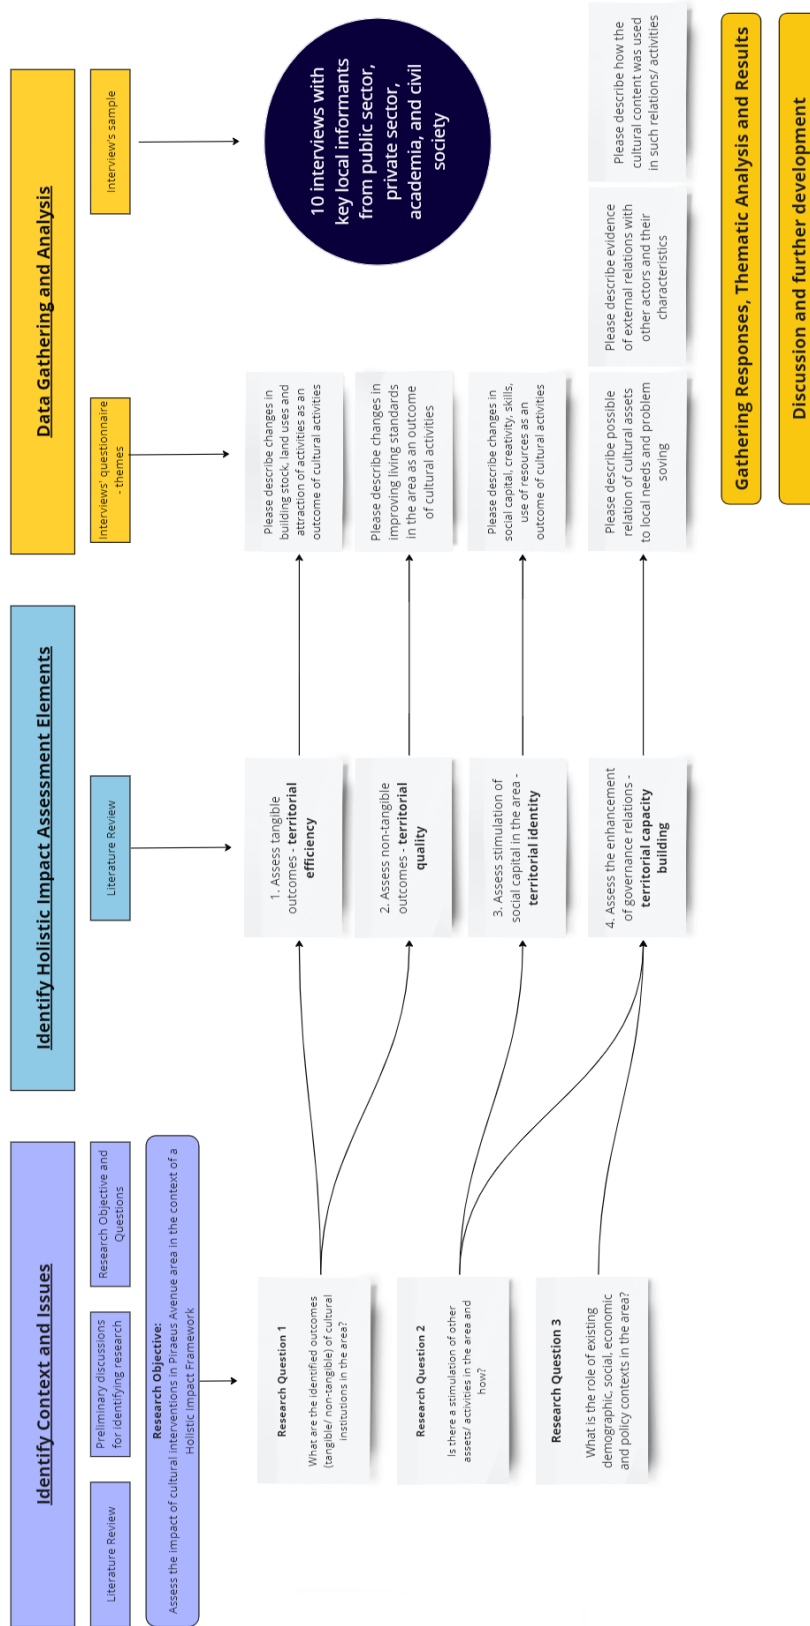 Identify Context and Issues
Literature Review
Preliminary discussions
for identifying research
Research Objective and
Questions
Research Objective:
Assess the impact of cultural interventions in Piraeus Avenue area in the context of a
Holistic Impact Framework
Research Question 1
What are the identified outcomes
(tangible/ non-tangible) of cultural
institutions in the area?
Research Question 2
Is there a stimulation of other
assets/ activities in the area and
how?
Research Question 3
What is the role of existing
demographic, social, economic
and policy contexts in the area?
Identify Holistic Impact Assessment Elements
Literature Review
1. Assess tangible
outcomes - territorial
efficiency
2. Assess non-tangible
outcomes - territorial
quality
3. Assess stimulation of
social capital in the area -
territorial identity
4. Assess the enhancement
of governance relations -
territorial capacity
building
Data Gathering and Analysis
Interviews' questionnaire
- themes
Interview's sample
Please describe changes in
building stock, land uses and
attraction of activities as an
outcome of cultural activities
Please describe changes in
improving living standards
in the area as an outcome
of cultural activities
Please describe changes in
social capital, creativity, skills,
use of resources as an
outcome of cultural activities
Please describe possible
relation of cultural assets
to local needs and problem
soving
Please describe evidence
of external relations with
other actors and their
characteristics
Please describe how the
cultural content was used
in such relations/ activities
10 interviews with
key local informants
from public sector,
private sector,
academia, and civil
society
Gathering Responses, Thematic Analysis and Results
Discussion and further development